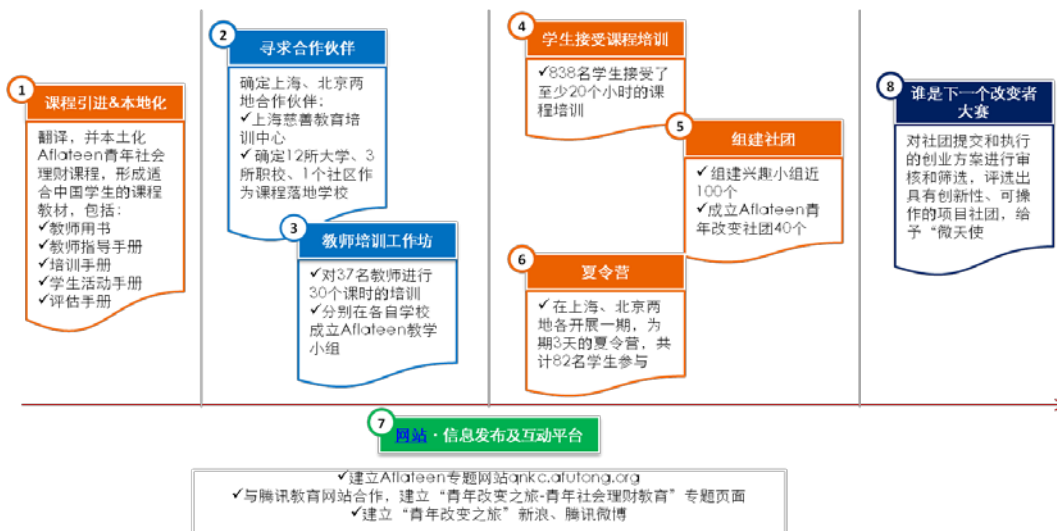 1
课程引进&本地化
翻译，并本土化
Aflateen青年社会
理财课程，形成适
合中国学生的课程
教材，包括：
✓教师用书
✓教师指导手册
✓培训手册
✓学生活动手册
✓评估手册
2
寻求合作伙伴
确定上海、北京两
地合作伙伴：
✓上海慈善教育培
训中心
✓确定12所大学、3
所职校、1个社区作
为课程落地学校
3
教师培训工作坊
✓对37名教师进行
30个课时的培训
✓分别在各自学校
成立Aflateen教学
小组
4
学生接受课程培训
✓838名学生接受了
至少20个小时的课
程培训
5
组建社团
✓组建兴趣小组近
100个
✓成立Aflateen青
年改变社团40个
6
夏令营
✓在上海、北京两
地各开展一期，为
期3天的夏令营，共
计82名学生参与
8
谁是下一个改变者
大赛
对社团提交和执行
的创业方案进行审
核和筛选，评选出
具有创新性、可操
作的项目社团，给
予“微天使
7
网站·信息发布及互动平台
✓建立Aflateen专题网站qnkc.afutong.org
✓与腾讯教育网站合作，建立“青年改变之旅-青年社会理财教育”专题页面
✓建立“青年改变之旅”新浪、腾讯微博